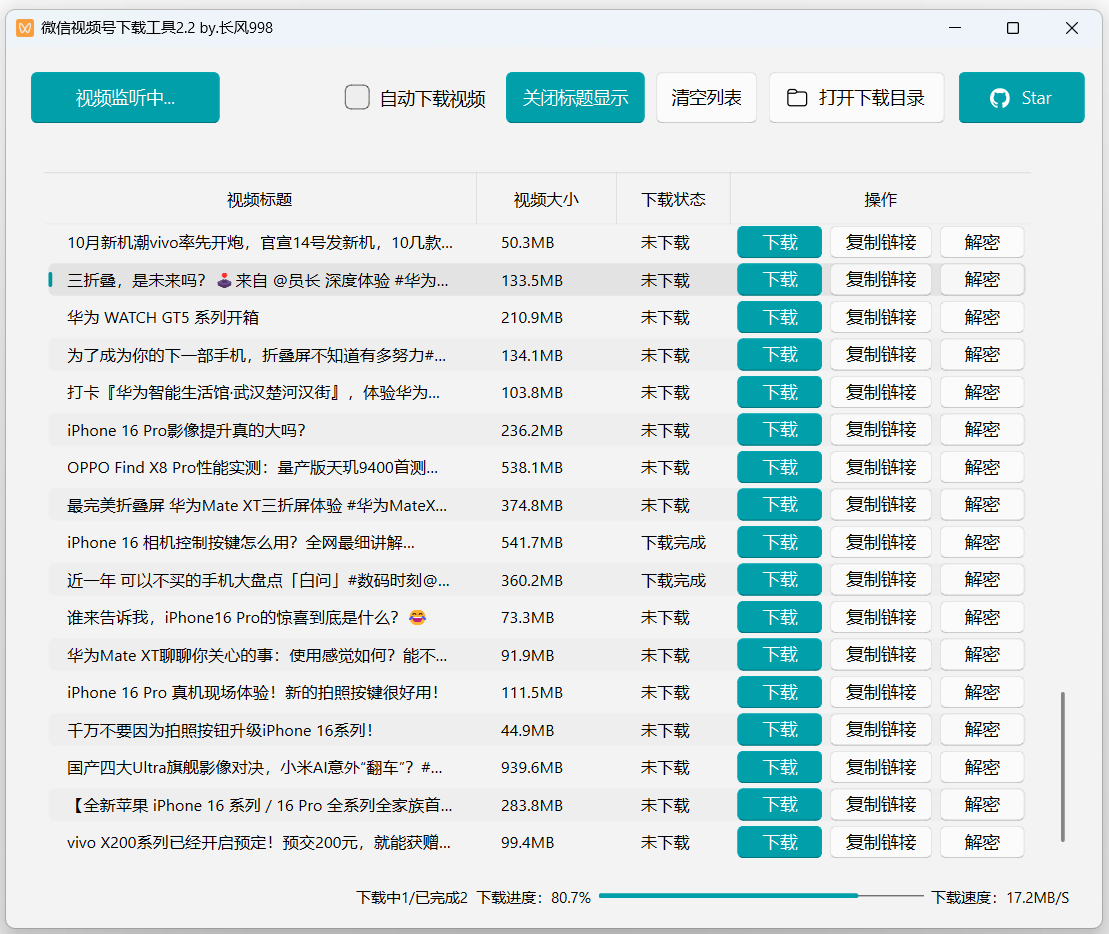 微信视频号下载工具2.2 by.长风998
视频监听中... 自动下载视频 关闭标题显示 清空列表 打开下载目录 Star
视频标题 视频大小 下载状态 操作
10月新机潮vivo率先开炮，官宣14号发新机，10几款... 50.3MB 未下载 下载 复制链接 解密
三折叠，是未来吗？🕹️来自 @员长 深度体验 #华为... 133.5MB 未下载 下载 复制链接 解密
华为 WATCH GT5 系列开箱 210.9MB 未下载 下载 复制链接 解密
为了成为你的下一部手机，折叠屏不知道有多努力#... 134.1MB 未下载 下载 复制链接 解密
打卡『华为智能生活馆·武汉楚河汉街』，体验华为... 103.8MB 未下载 下载 复制链接 解密
iPhone 16 Pro影像提升真的大吗？ 236.2MB 未下载 下载 复制链接 解密
OPPO Find X8 Pro性能实测：量产版天玑9400首测... 538.1MB 未下载 下载 复制链接 解密
最完美折叠屏 华为Mate XT三折屏体验 #华为MateX... 374.8MB 未下载 下载 复制链接 解密
iPhone 16 相机控制按键怎么用？全网最细讲解... 541.7MB 下载完成 下载 复制链接 解密
近一年 可以不买的手机大盘点「白问」#数码时刻@... 360.2MB 下载完成 下载 复制链接 解密
谁来告诉我，iPhone16 Pro的惊喜到底是什么？😂 73.3MB 未下载 下载 复制链接 解密
华为Mate XT聊聊你关心的事：使用感觉如何？能不... 91.9MB 未下载 下载 复制链接 解密
iPhone 16 Pro 真机现场体验！新的拍照按键很好用！ 111.5MB 未下载 下载 复制链接 解密
千万不要因为拍照按钮升级iPhone 16系列！ 44.9MB 未下载 下载 复制链接 解密
国产四大Ultra旗舰影像对决，小米AI意外“翻车”？#... 939.6MB 未下载 下载 复制链接 解密
【全新苹果 iPhone 16 系列 / 16 Pro 全系列全家族首... 283.8MB 未下载 下载 复制链接 解密
vivo X200系列已经开启预定！预交200元，就能获赠... 99.4MB 未下载 下载 复制链接 解密
下载中1/已完成2 下载进度：80.7% 下载速度：17.2MB/S